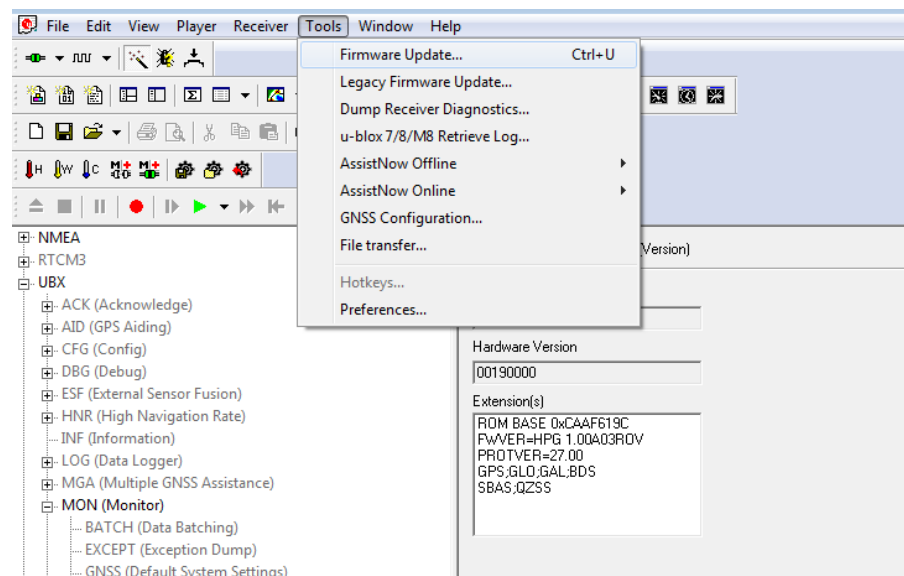 File Edit View Player Receiver Tools Window Help
Firmware Update... Ctrl+U
Legacy Firmware Update...
Dump Receiver Diagnostics...
u-blox 7/8/M8 Retrieve Log...
AssistNow Offline
AssistNow Online
GNSS Configuration...
File transfer...
Hotkeys...
Preferences...
H W C
NMEA
RTCM3
UBX
ACK (Acknowledge)
AID (GPS Aiding)
CFG (Config)
DBG (Debug)
ESF (External Sensor Fusion)
HNR (High Navigation Rate)
INF (Information)
LOG (Data Logger)
MGA (Multiple GNSS Assistance)
MON (Monitor)
BATCH (Data Batching)
EXCEPT (Exception Dump)
GNSS (Default System Settings)
Version)
Hardware Version
00190000
Extension(s)
ROM BASE 0xCAAF619C
FWVER=HPG 1.00A03ROV
PROTVER=27.00
GPS;GLO;GAL;BDS
SBAS;QZSS